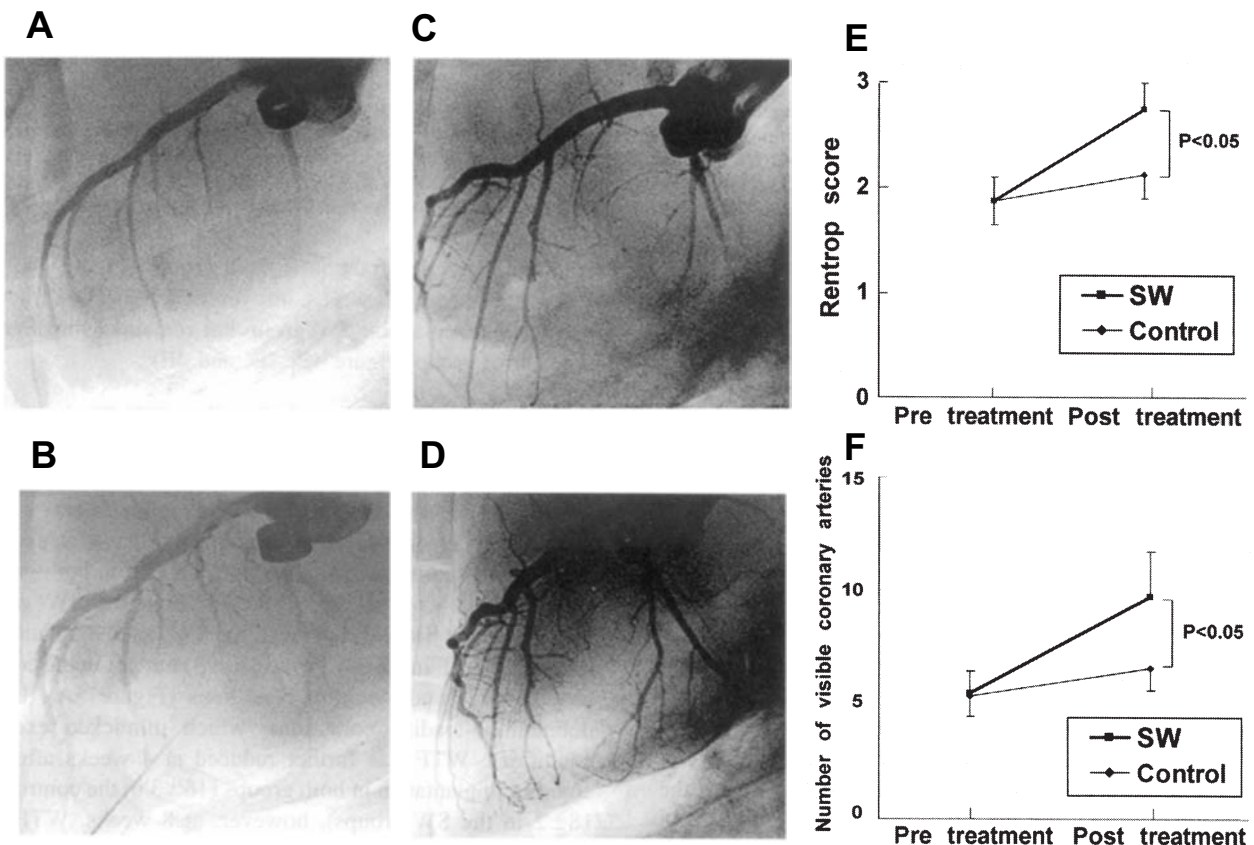 A
C
E
3
2
1
0
Rentrop score
P<0.05
SW
Control
Pre treatment Post treatment
B
D
F
15
10
5
0
Number of visible coronary arteries
P<0.05
SW
Control
Pre treatment Post treatment